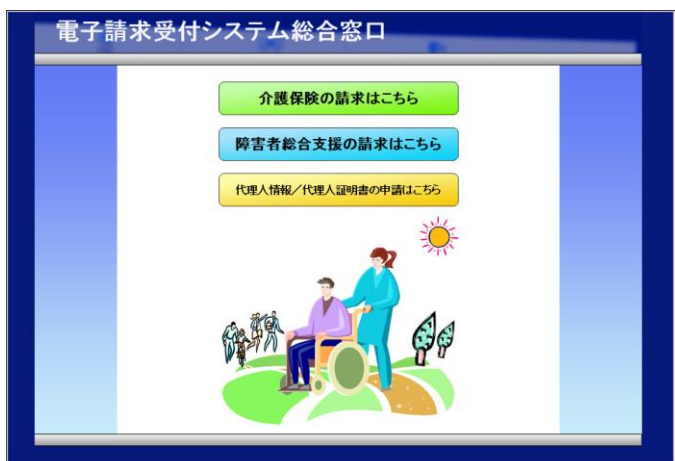 電子請求受付システム総合窓口
介護保険の請求はこちら
障害者総合支援の請求はこちら
代理人情報／代理人証明書の申請はこちら